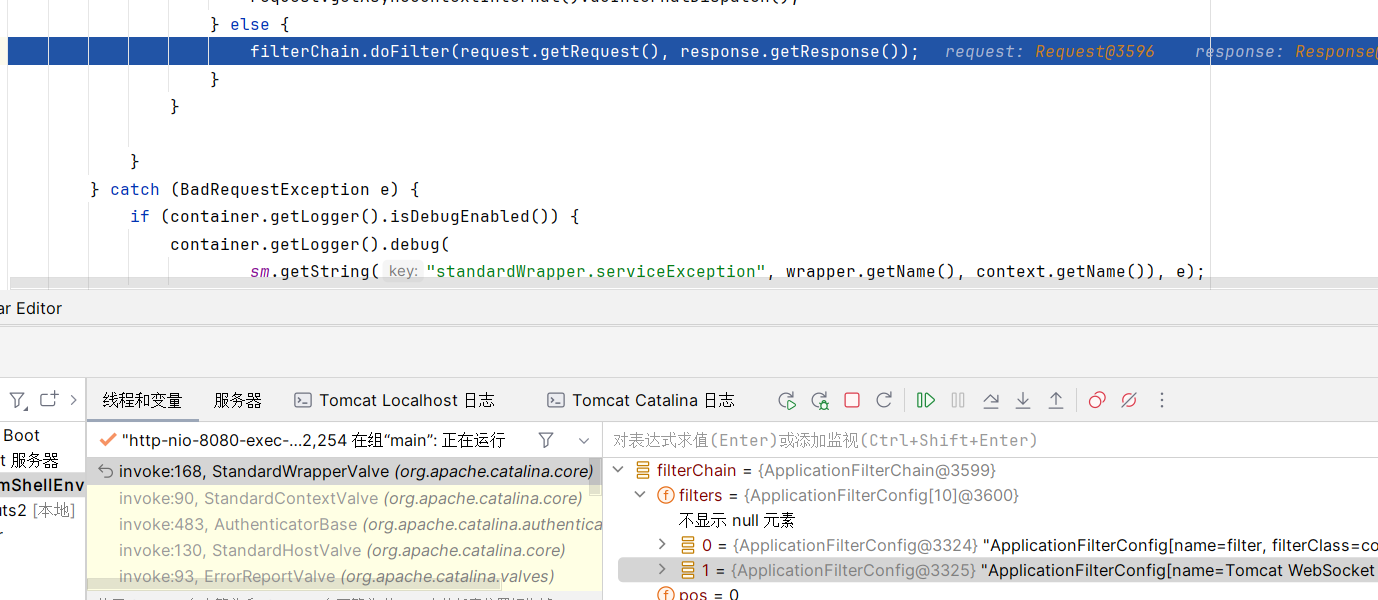 } else {
filterChain.doFilter(request.getRequest(), response.getResponse()); request: Request@3596 response: Response@
}
}
}
} catch (BadRequestException e) {
if (container.getLogger().isDebugEnabled()) {
container.getLogger().debug(
sm.getString( key: "standardWrapper.serviceException", wrapper.getName(), context.getName()), e);
ar Editor
线程和变量 服务器 Tomcat Localhost 日志 Tomcat Catalina 日志
Boot
t 服务器
mShellEnv
uts2 [本地]
r
"http-nio-8080-exec-...2,254 在组“main”: 正在运行
invoke:168, StandardWrapperValve (org.apache.catalina.core)
invoke:90, StandardContextValve (org.apache.catalina.core)
invoke:483, AuthenticatorBase (org.apache.catalina.authentica
invoke:130, StandardHostValve (org.apache.catalina.core)
invoke:93, ErrorReportValve (org.apache.catalina.valves)
对表达式求值(Enter)或添加监视(Ctrl+Shift+Enter)
filterChain = {ApplicationFilterChain@3599}
f filters = {ApplicationFilterConfig[10]@3600}
不显示 null 元素
0 = {ApplicationFilterConfig@3324} "ApplicationFilterConfig[name=filter, filterClass=co
1 = {ApplicationFilterConfig@3325} "ApplicationFilterConfig[name=Tomcat WebSocket
f pos = 0